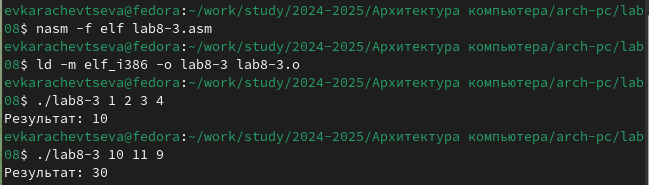 evkarachevtseva@fedora:~/work/study/2024-2025/Архитектура компьютера/arch-pc/lab
08$ nasm -f elf lab8-3.asm
evkarachevtseva@fedora:~/work/study/2024-2025/Архитектура компьютера/arch-pc/lab
08$ ld -m elf_i386 -o lab8-3 lab8-3.o
evkarachevtseva@fedora:~/work/study/2024-2025/Архитектура компьютера/arch-pc/lab
08$ ./lab8-3 1 2 3 4
Результат: 10
evkarachevtseva@fedora:~/work/study/2024-2025/Архитектура компьютера/arch-pc/lab
08$ ./lab8-3 10 11 9
Результат: 30